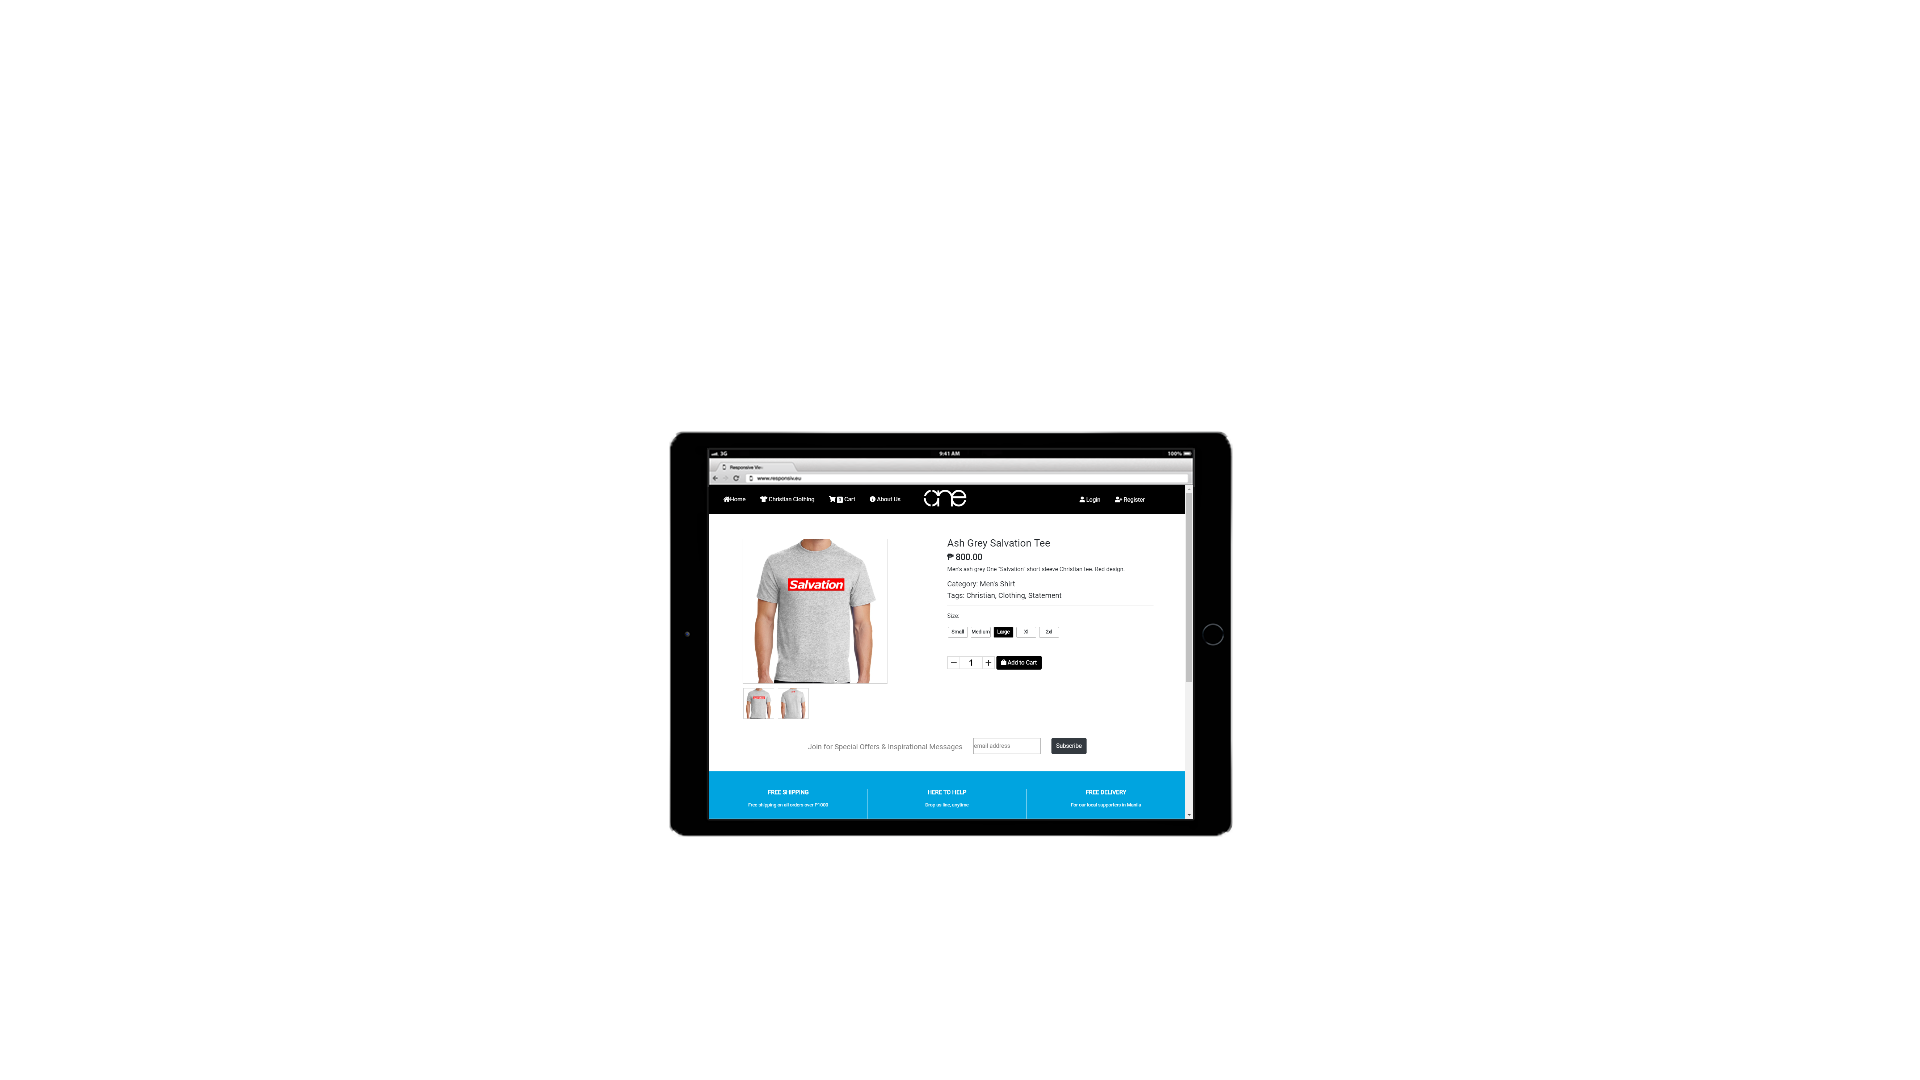 3G 9:41 AM 100%
Responsive Vie
www.responsiv.eu
Home Christian Clothing Cart About Us one Login Register
Ash Grey Salvation Tee
₱ 800.00
Men's ash grey One "Salvation" short sleeve Christian tee. Red design.
Category: Men's Shirt
Tags: Christian, Clothing, Statement
Size:
Small Medium Large Xl 2xl
1 Add to Cart
Salvation
Join for Special Offers & Inspirational Messages email address Subscribe
FREE SHIPPING HERE TO HELP FREE DELIVERY
Free shipping on all orders over ₱1000 Drop us line, anytime For our local supporters in Manila